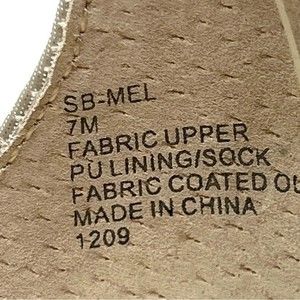 SB-MEL
7M
FABRIC UPPER
PU LINING/SOCK
FABRIC COATED
MADE IN CHINA
1209